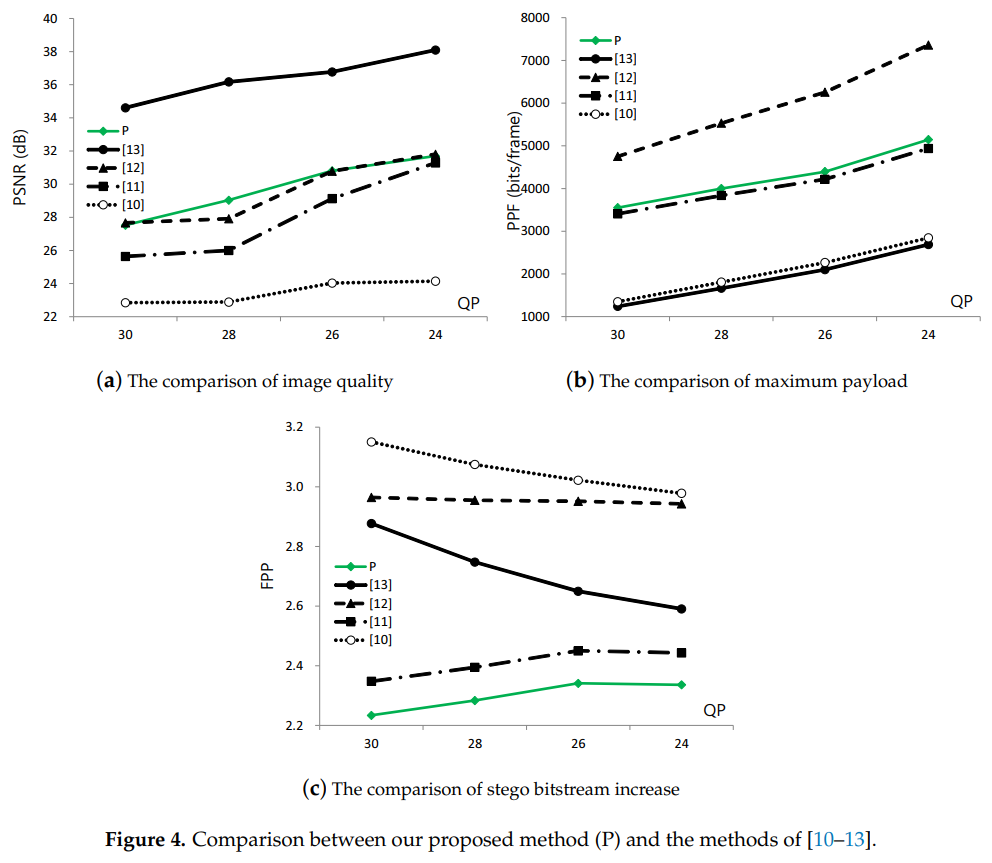 40
38
36
34
32
30
28
26
24
22
PSNR (dB)
P
[13]
[12]
[11]
[10]
QP
30 28 26 24
(a) The comparison of image quality
8000
7000
6000
5000
4000
3000
2000
1000
PPF (bits/frame)
P
[13]
[12]
[11]
[10]
QP
30 28 26 24
(b) The comparison of maximum payload
3.2
3.0
2.8
2.6
2.4
2.2
FPP
P
[13]
[12]
[11]
[10]
QP
30 28 26 24
(c) The comparison of stego bitstream increase
Figure 4. Comparison between our proposed method (P) and the methods of [10–13].